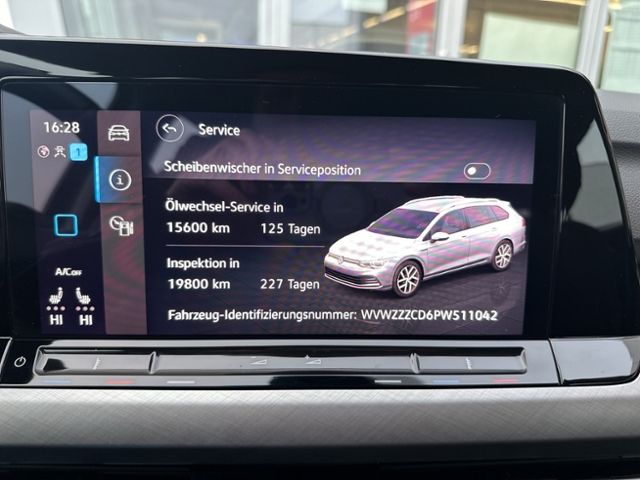 16:28
Service
1
Scheibenwischer in Serviceposition
Ölwechsel-Service in
15600 km 125 Tagen
Inspektion in
19800 km 227 Tagen
A/C OFF
HI HI
Fahrzeug-Identifizierungsnummer: WVWZZZCD6PW511042